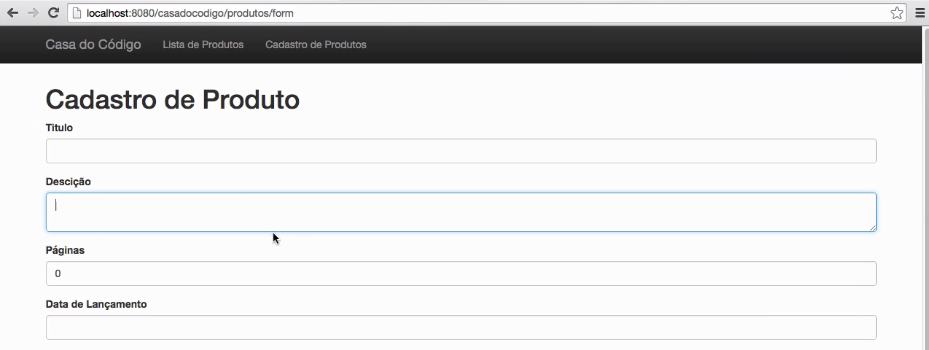 localhost:8080/casadocodigo/produtos/form
Casa do Código Lista de Produtos Cadastro de Produtos
Cadastro de Produto
Titulo
Descição
Páginas
0
Data de Lançamento